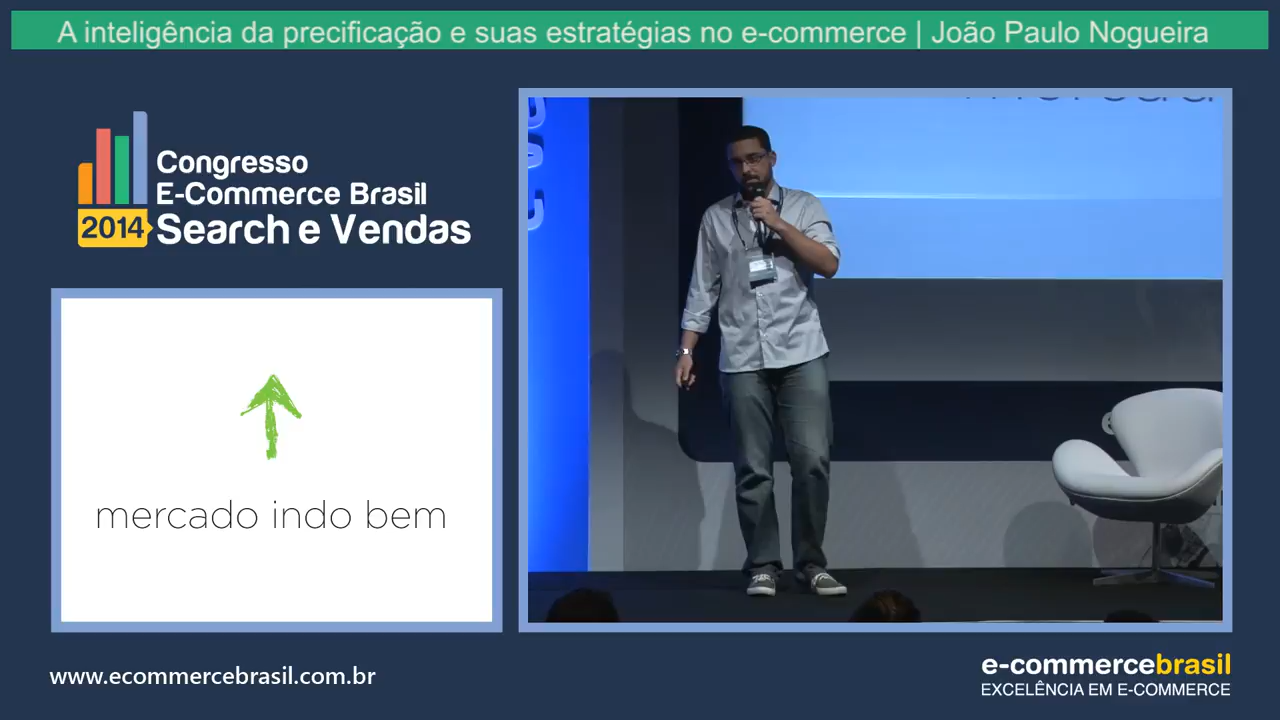 A inteligência da precificação e suas estratégias no e-commerce | João Paulo Nogueira
Congresso
E-Commerce Brasil
2014 Search e Vendas
mercado indo bem
www.ecommercebrasil.com.br
e-commercebrasil
EXCELÊNCIA EM E-COMMERCE